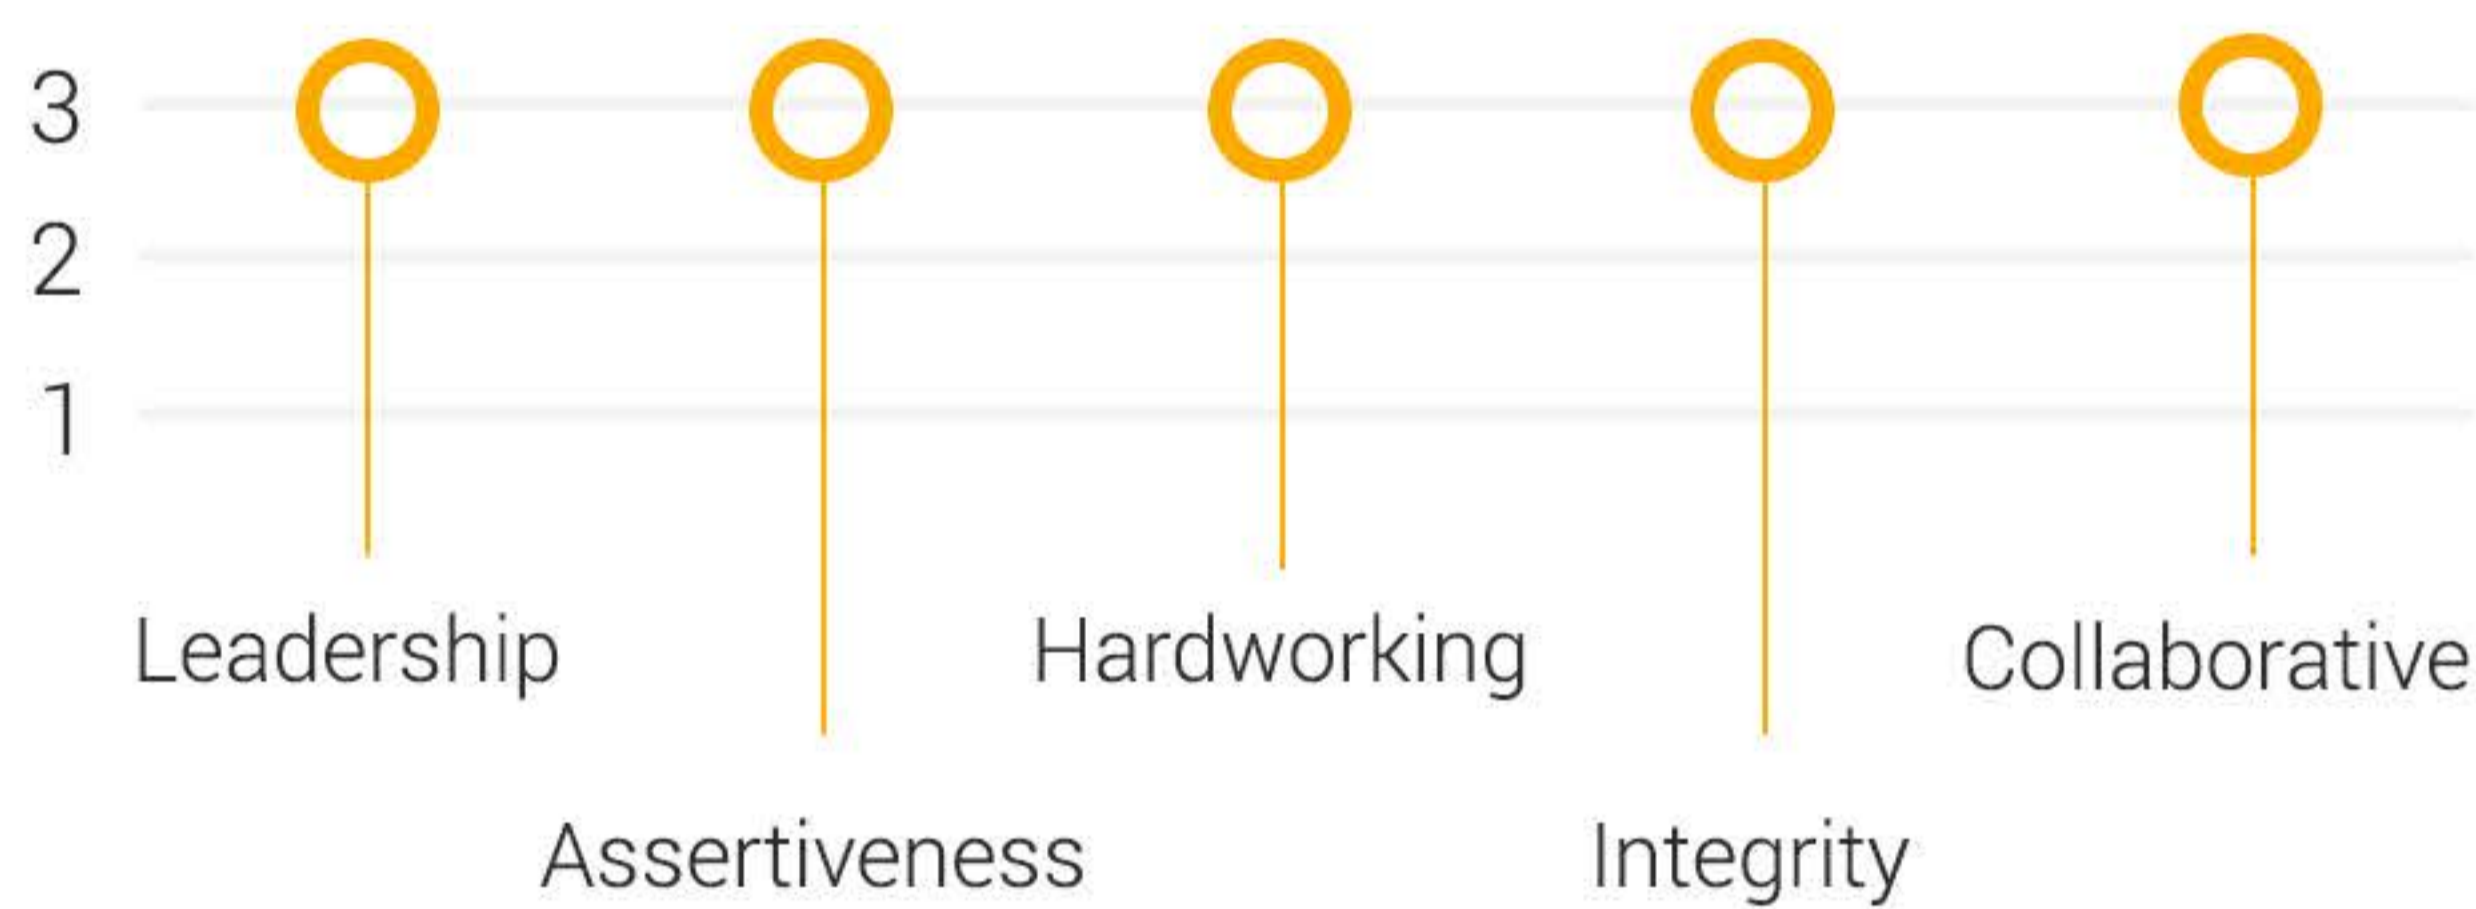 3
2
1
Leadership
Hardworking
Collaborative
Assertiveness
Integrity